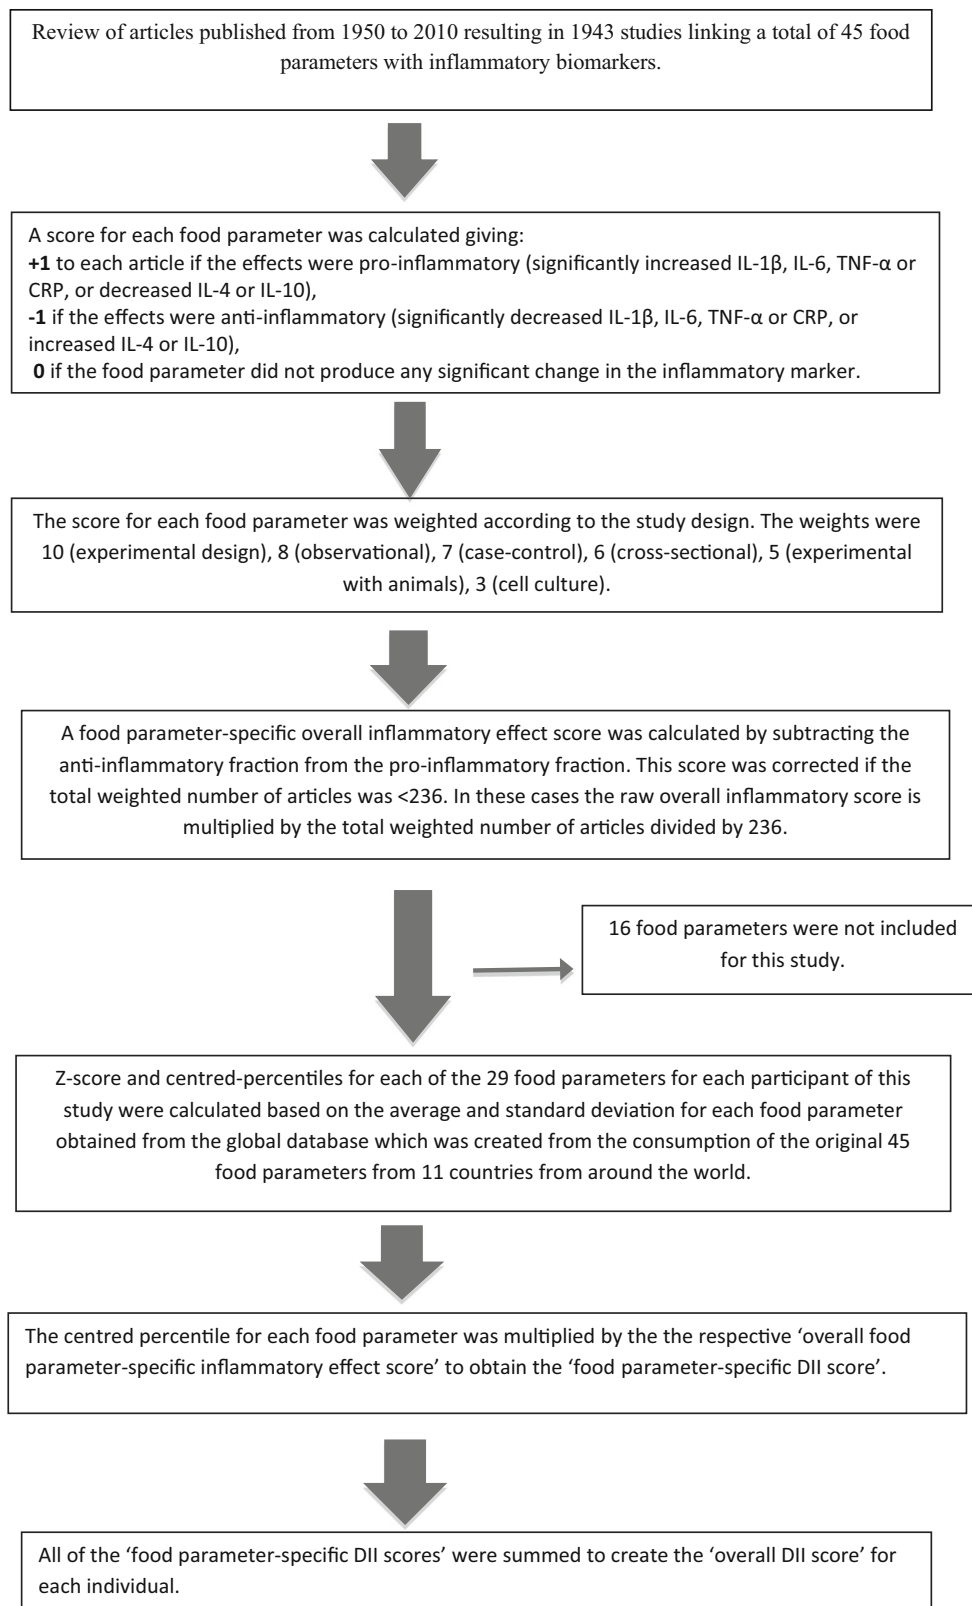 Review of articles published from 1950 to 2010 resulting in 1943 studies linking a total of 45 food
parameters with inflammatory biomarkers.
A score for each food parameter was calculated giving:
+1 to each article if the effects were pro-inflammatory (significantly increased IL-1β, IL-6, TNF-α or
CRP, or decreased IL-4 or IL-10),
-1 if the effects were anti-inflammatory (significantly decreased IL-1β, IL-6, TNF-α or CRP, or
increased IL-4 or IL-10),
0 if the food parameter did not produce any significant change in the inflammatory marker.
The score for each food parameter was weighted according to the study design. The weights were
10 (experimental design), 8 (observational), 7 (case-control), 6 (cross-sectional), 5 (experimental
with animals), 3 (cell culture).
A food parameter-specific overall inflammatory effect score was calculated by subtracting the
anti-inflammatory fraction from the pro-inflammatory fraction. This score was corrected if the
total weighted number of articles was <236. In these cases the raw overall inflammatory score is
multiplied by the total weighted number of articles divided by 236.
16 food parameters were not included
for this study.
Z-score and centred-percentiles for each of the 29 food parameters for each participant of this
study were calculated based on the average and standard deviation for each food parameter
obtained from the global database which was created from the consumption of the original 45
food parameters from 11 countries from around the world.
The centred percentile for each food parameter was multiplied by the the respective ‘overall food
parameter-specific inflammatory effect score’ to obtain the ‘food parameter-specific DII score’.
All of the ‘food parameter-specific DII scores’ were summed to create the ‘overall DII score’ for
each individual.